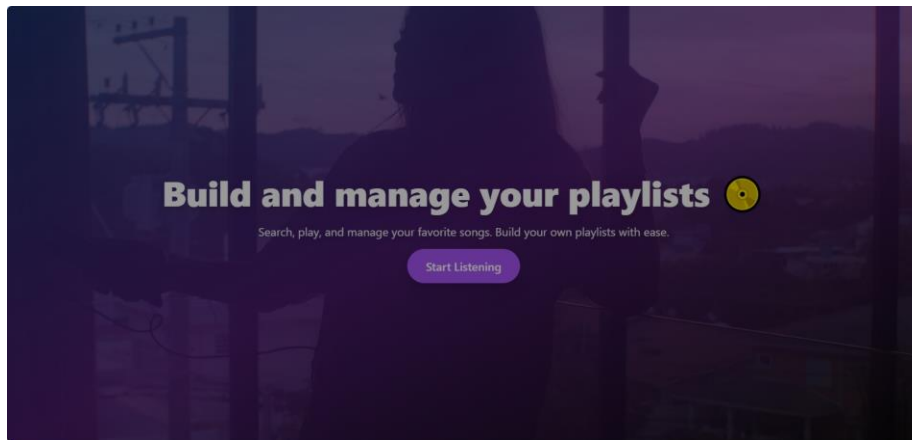 Build and manage your playlists
Search, play, and manage your favorite songs. Build your own playlists with ease.
Start Listening